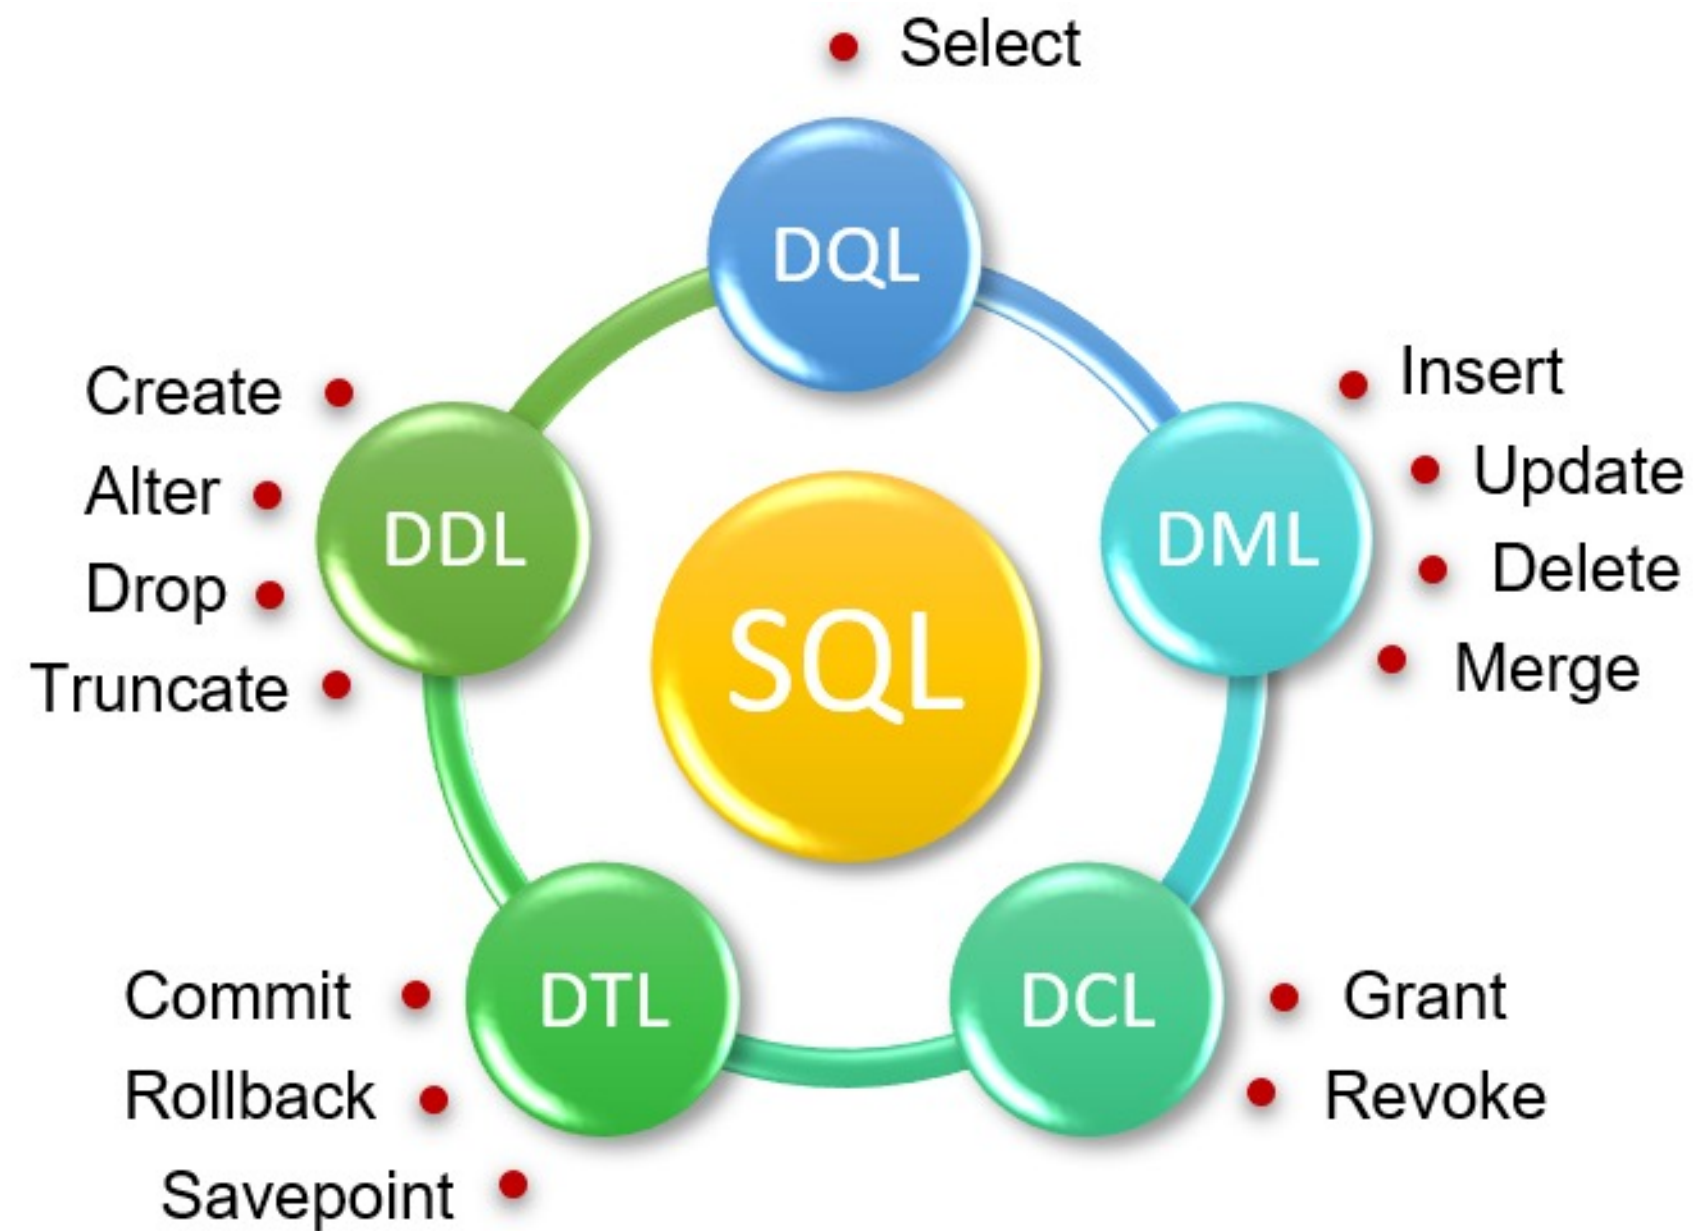 Select
DQL
Create
Alter
Drop
Truncate
DDL
Insert
Update
Delete
Merge
DML
SQL
Commit
Rollback
Savepoint
DTL
DCL
Grant
Revoke